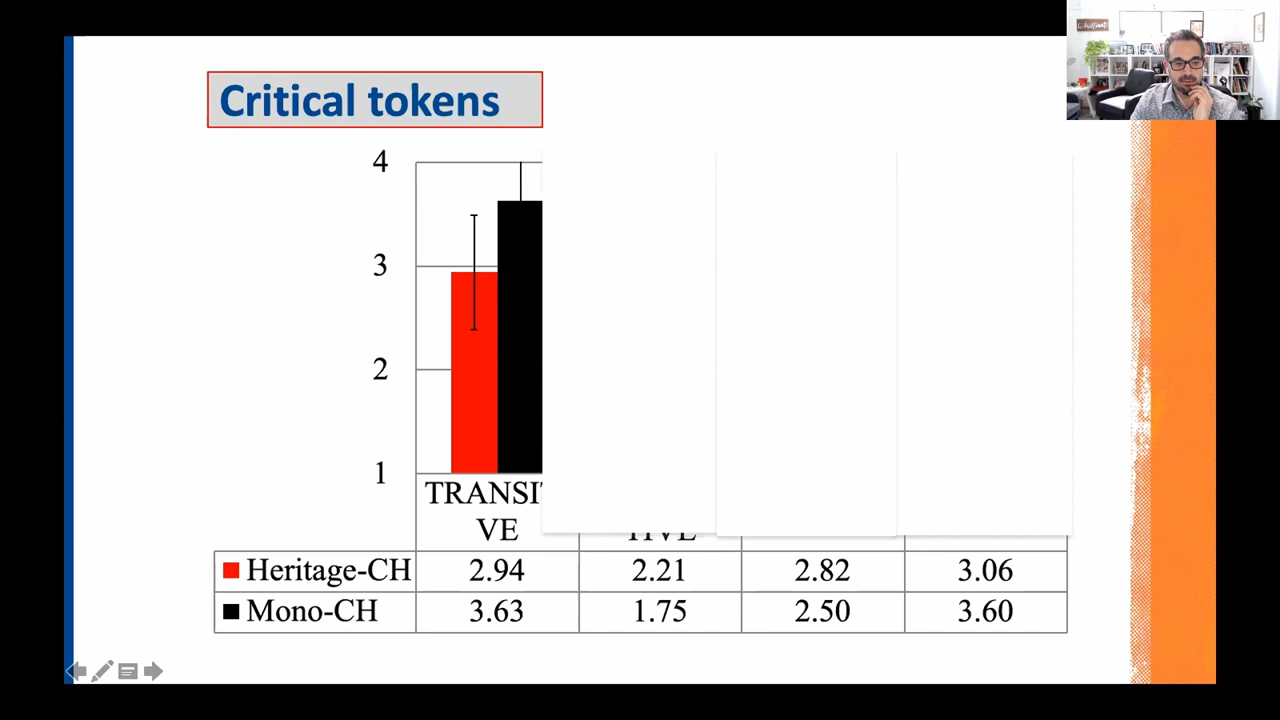 Critical tokens
4
3
2
1
TRANSI
VE
Heritage-CH 2.94 2.21 2.82 3.06
Mono-CH 3.63 1.75 2.50 3.60